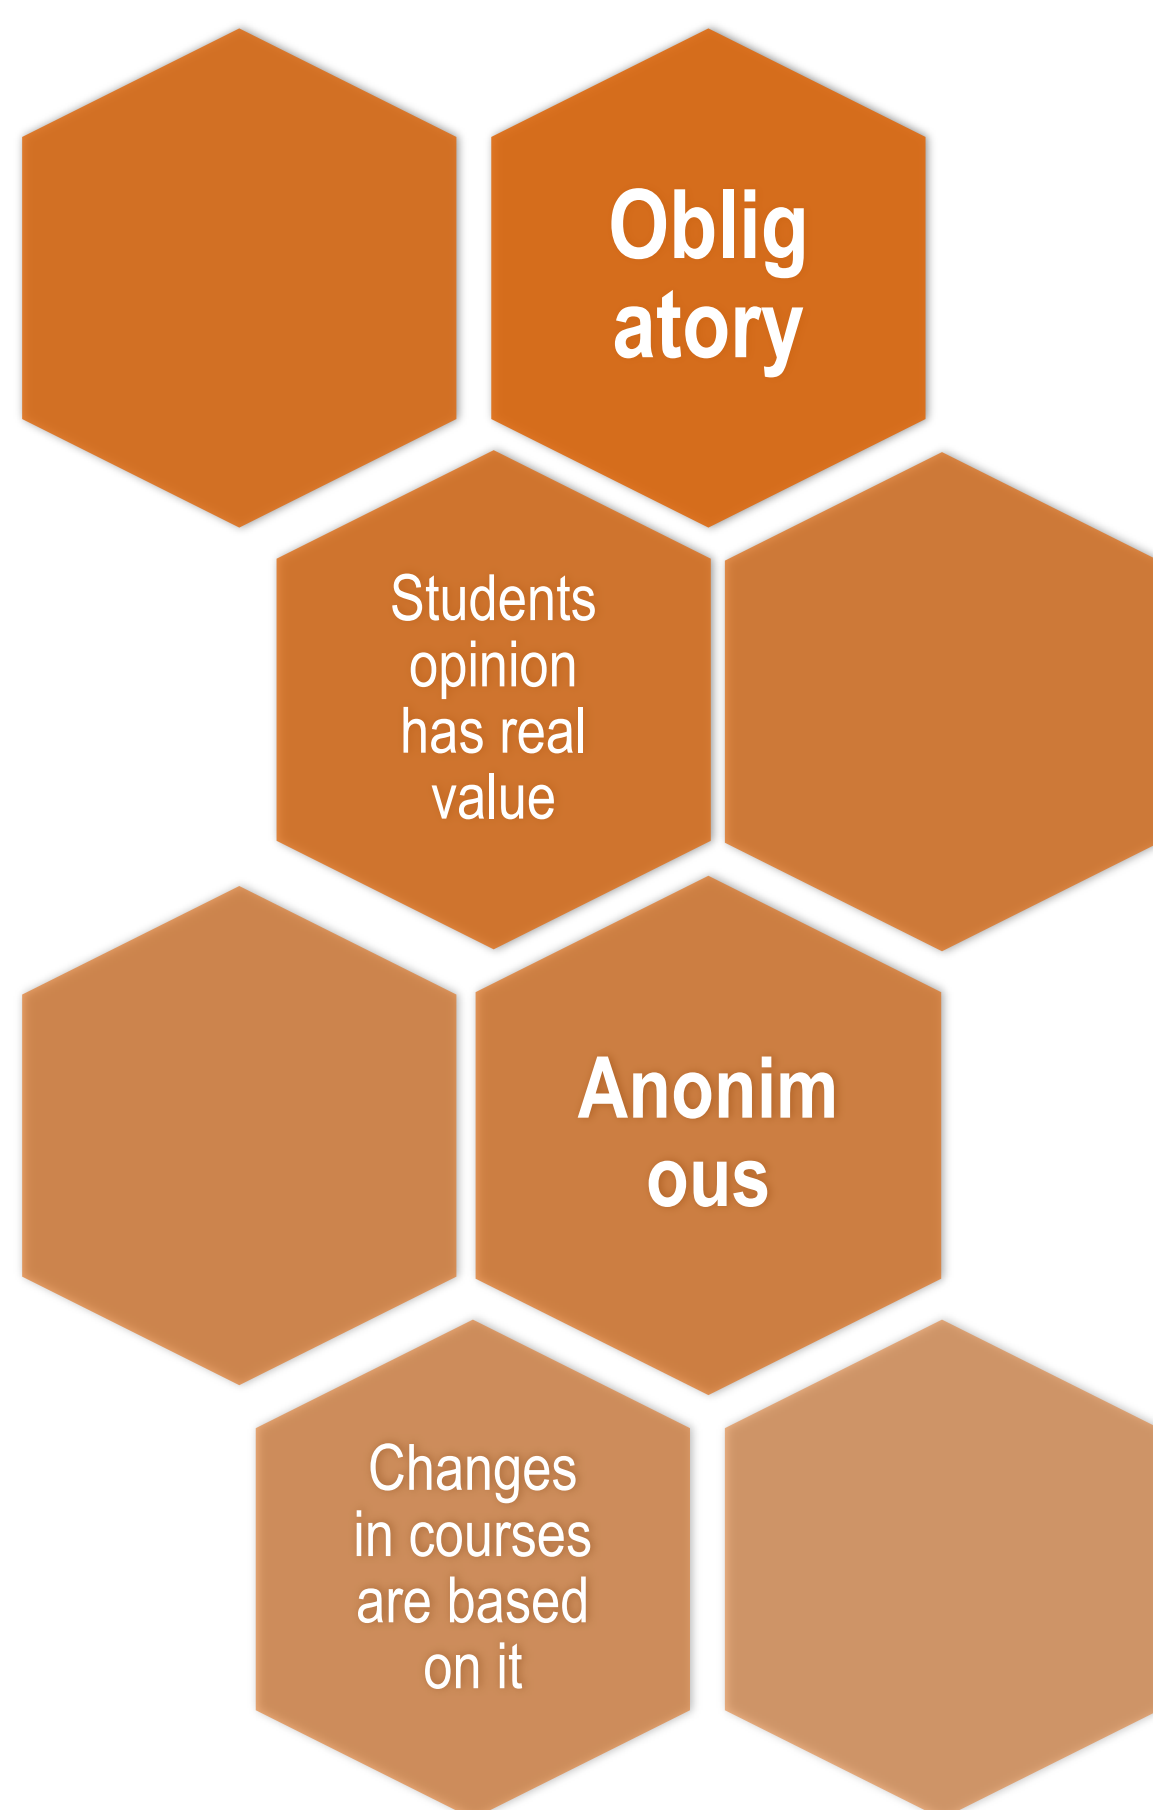 Oblig
atory
Students
opinion
has real
value
Anonim
ous
Changes
in courses
are based
on it